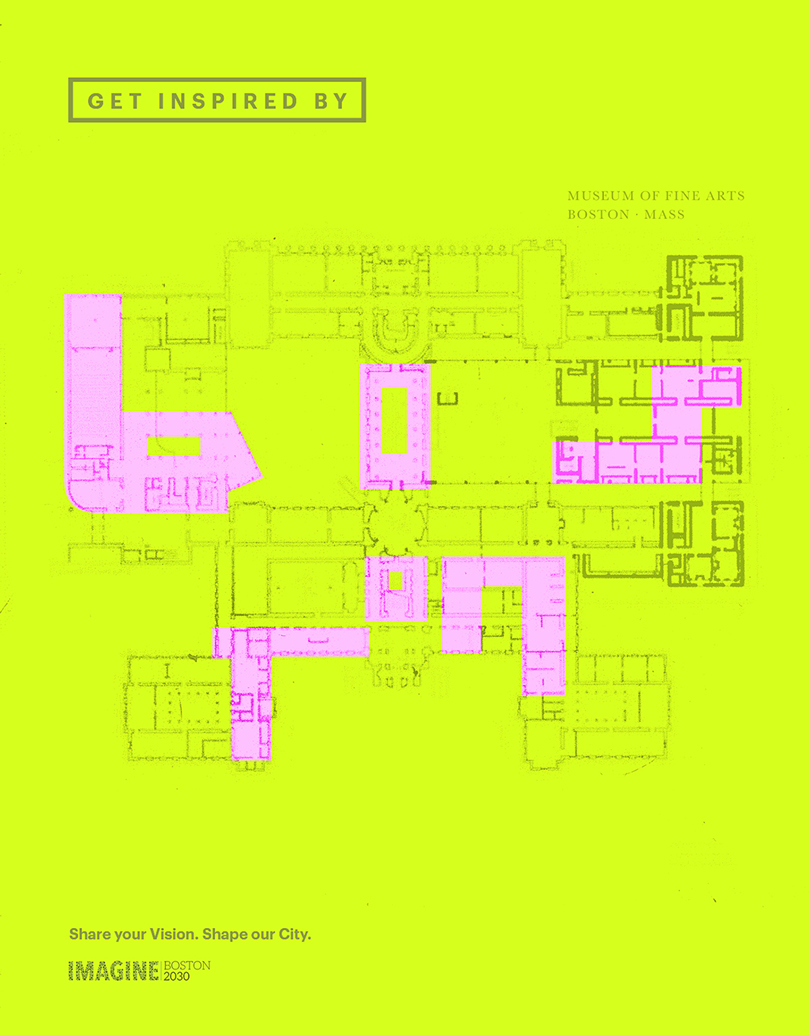 GET INSPIRED BY
MUSEUM OF FINE ARTS
BOSTON · MASS
Share your Vision. Shape our City.
IMAGINE BOSTON
2030